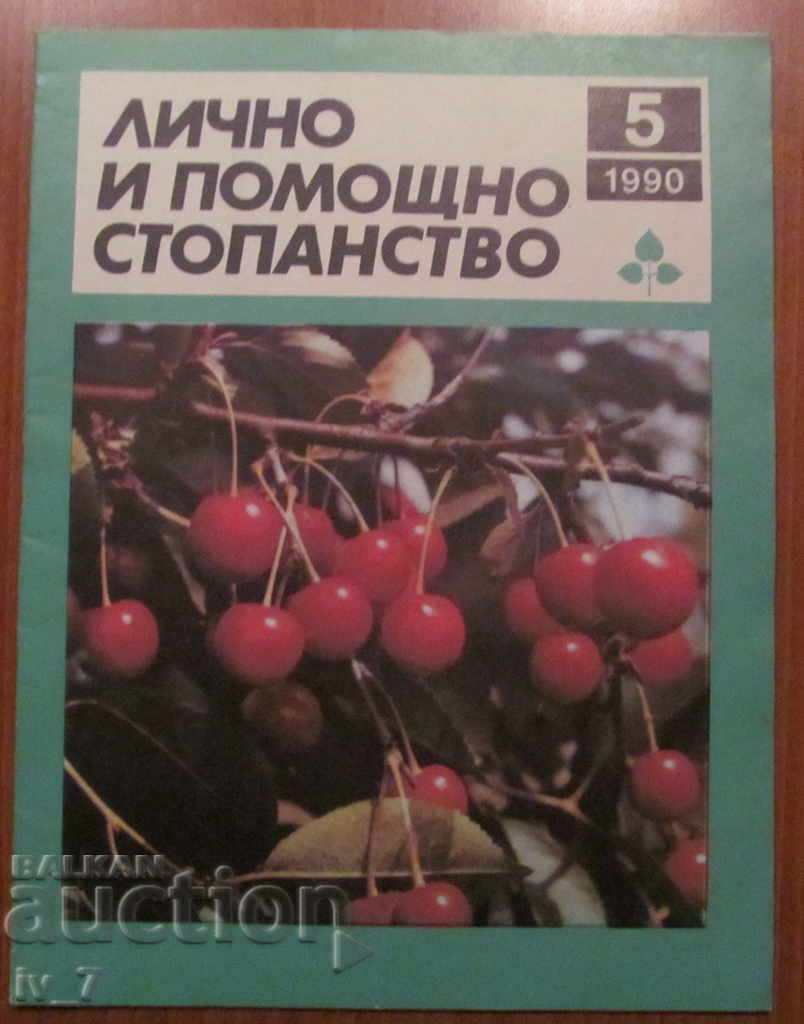 ЛИЧНО
И ПОМОЩНО
СТОПАНСТВО
5
1990
BALKAN
auction
iv_7